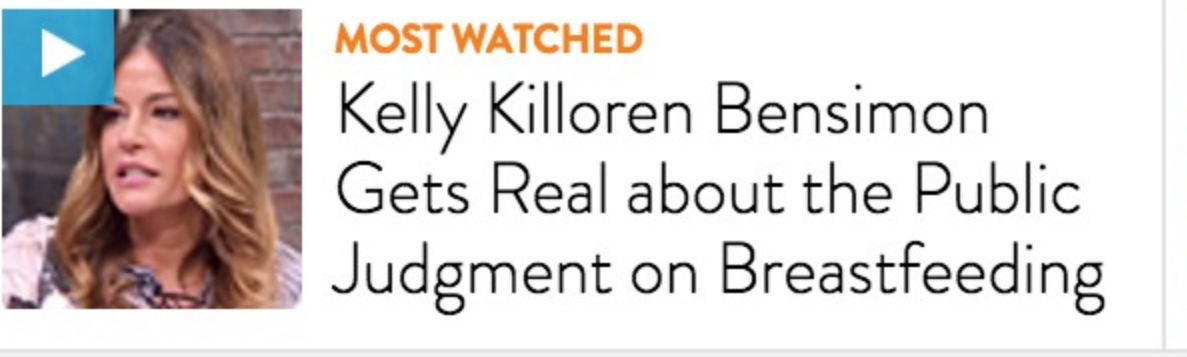 MOST WATCHED
Kelly Killoren Bensimon
Gets Real about the Public
Judgment on Breastfeeding